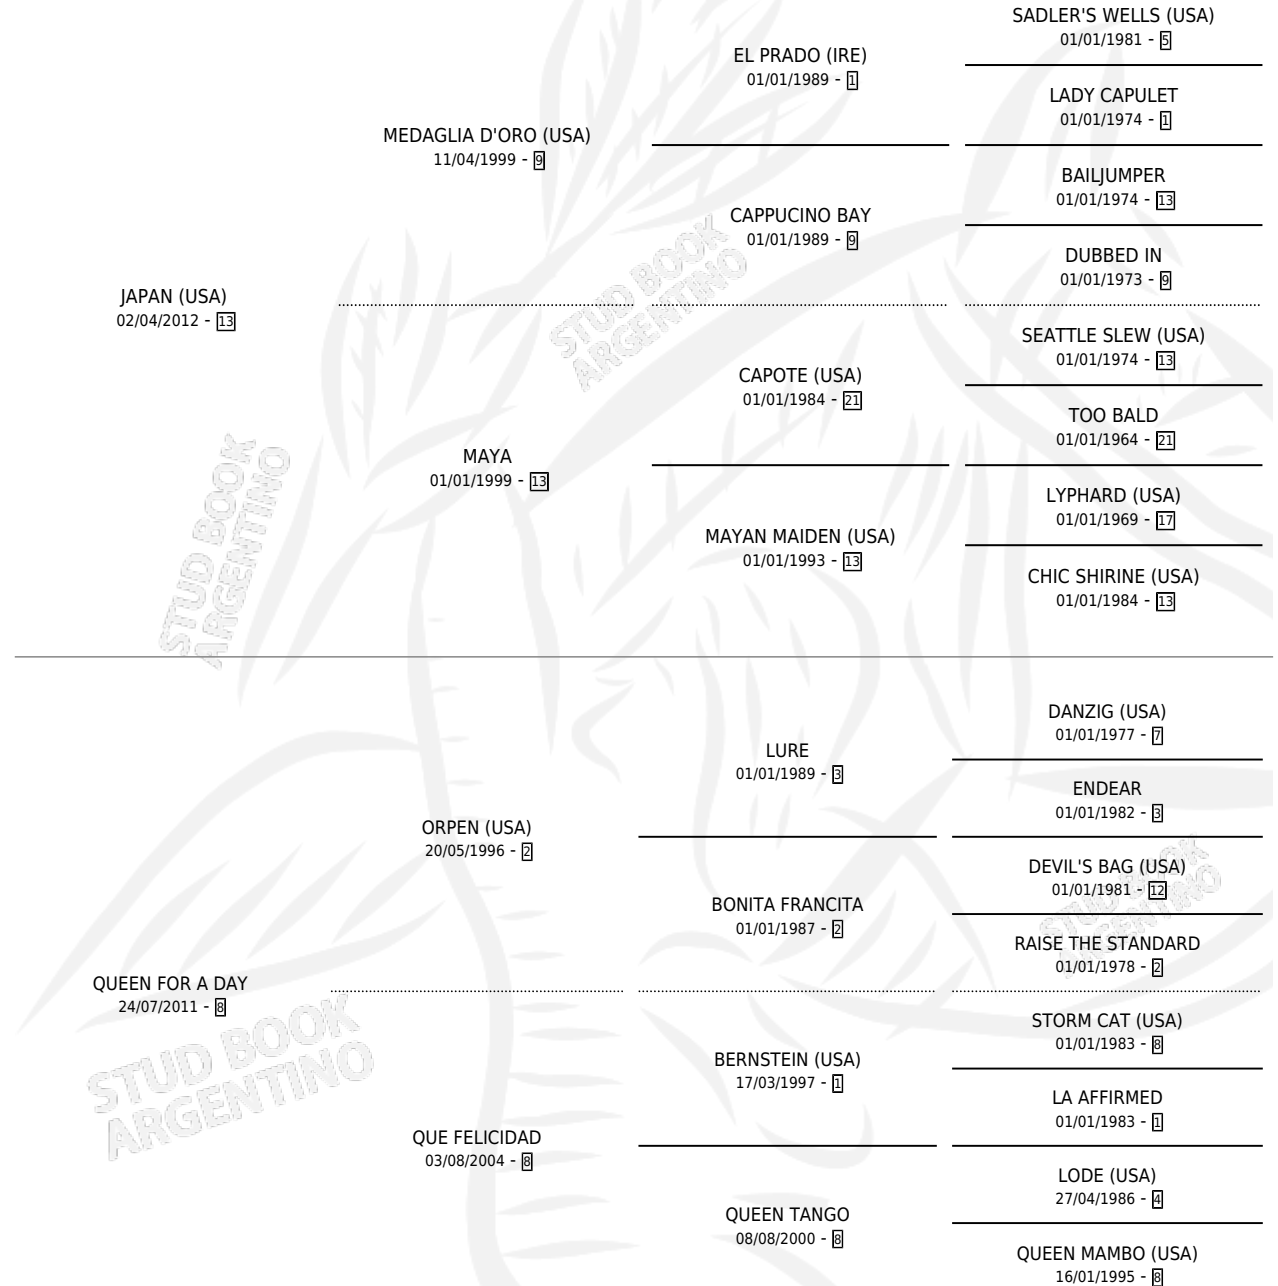 SADLER'S WELLS (USA)
01/01/1981 - 5
EL PRADO (IRE)
01/01/1989 - 1
LADY CAPULET
01/01/1974 - 1
MEDAGLIA D'ORO (USA)
11/04/1999 - 9
BAILJUMPER
01/01/1974 - 13
CAPPUCINO BAY
01/01/1989 - 9
DUBBED IN
01/01/1973 - 9
JAPAN (USA)
02/04/2012 - 13
SEATTLE SLEW (USA)
01/01/1974 - 13
CAPOTE (USA)
01/01/1984 - 21
TOO BALD
01/01/1964 - 21
MAYA
01/01/1999 - 13
LYPHARD (USA)
01/01/1969 - 17
MAYAN MAIDEN (USA)
01/01/1993 - 13
CHIC SHIRINE (USA)
01/01/1984 - 13
DANZIG (USA)
01/01/1977 - 7
LURE
01/01/1989 - 3
ENDEAR
01/01/1982 - 3
ORPEN (USA)
20/05/1996 - 2
DEVIL'S BAG (USA)
01/01/1981 - 12
BONITA FRANCITA
01/01/1987 - 2
RAISE THE STANDARD
01/01/1978 - 2
QUEEN FOR A DAY
24/07/2011 - 8
STORM CAT (USA)
01/01/1983 - 8
BERNSTEIN (USA)
17/03/1997 - 1
LA AFFIRMED
01/01/1983 - 1
QUE FELICIDAD
03/08/2004 - 8
LODE (USA)
27/04/1986 - 4
QUEEN TANGO
08/08/2000 - 8
QUEEN MAMBO (USA)
16/01/1995 - 8
STUD BOOK
ARGENTINO
STUD BOOK
ARGENTINO
STUD BOOK
ARGENTINO
STUD BOOK
ARGENTINO